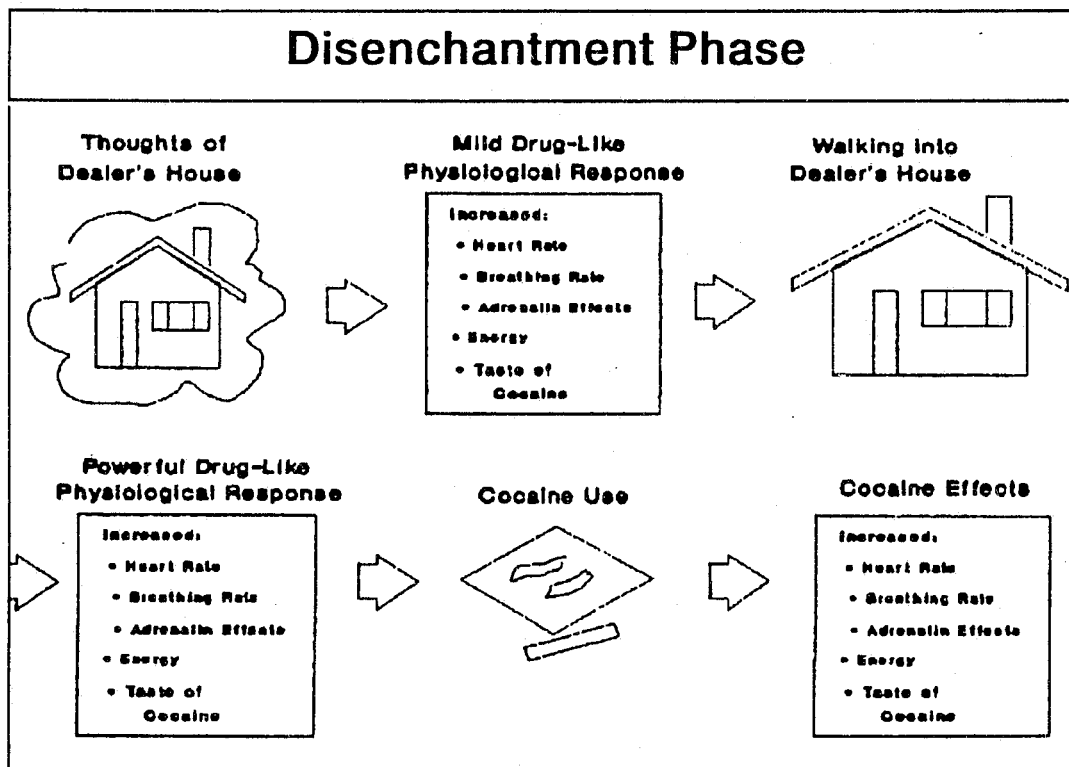 Disenchantment Phase
Thoughts of
Dealer's House
Mild Drug-Like
Physiological Response
Increased:
• Heart Rate
• Breathing Rate
• Adrenalin Effects
• Energy
• Taste of
Cocaine
Walking into
Dealer's House
Powerful Drug-Like
Physiological Response
Increased:
• Heart Rate
• Breathing Rate
• Adrenalin Effects
• Energy
• Taste of
Cocaine
Cocaine Use
Cocaine Effects
Increased:
• Heart Rate
• Breathing Rate
• Adrenalin Effects
• Energy
• Taste of
Cocaine